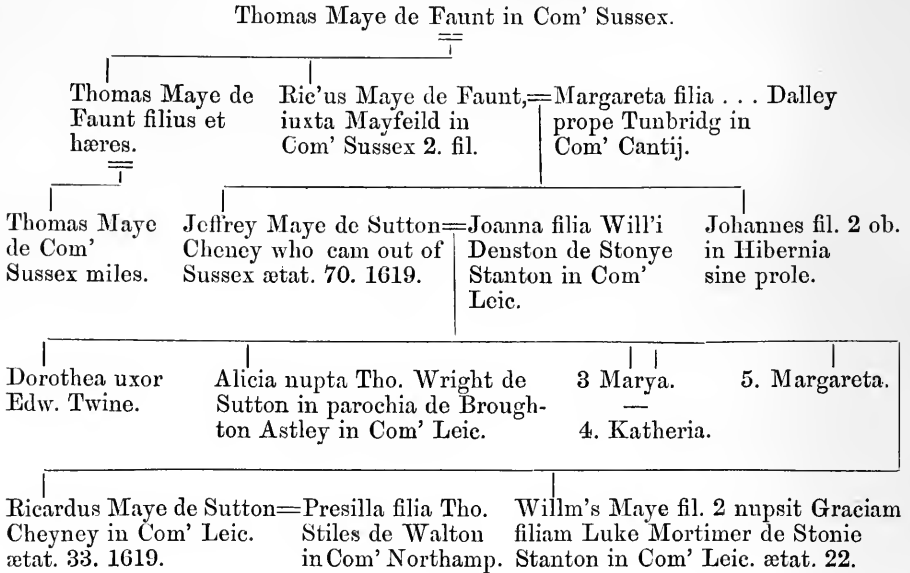 Thomas Maye de Faunt in Com' Sussex.
Thomas Maye de
Faunt filius et
hæres.
Ric'us Maye de Faunt,=Margareta filia . . . Dalley
iuxta Mayfeild in
Com' Sussex 2. fil.
prope Tunbridg in
Com' Cantij.
Thomas Maye
de Com'
Sussex miles.
Jeffrey Maye de Sutton=Joanna filia Will'i
Cheney who cam out of
Sussex ætat. 70. 1619.
Denston de Stonye
Stanton in Com'
Leic.
Johannes fil. 2 ob.
in Hibernia
sine prole.
Dorothea uxor
Edw. Twine.
Alicia nupta Tho. Wright de
Sutton in parochia de Brough-
ton Astley in Com' Leic.
3 Marya.
—
4. Katheria.
5. Margareta.
Ricardus Maye de Sutton=Presilla filia Tho.
Cheyney in Com' Leic.
ætat. 33. 1619.
Stiles de Walton
in Com' Northamp.
Willm's Maye fil. 2 nupsit Graciam
filiam Luke Mortimer de Stonie
Stanton in Com' Leic. ætat. 22.